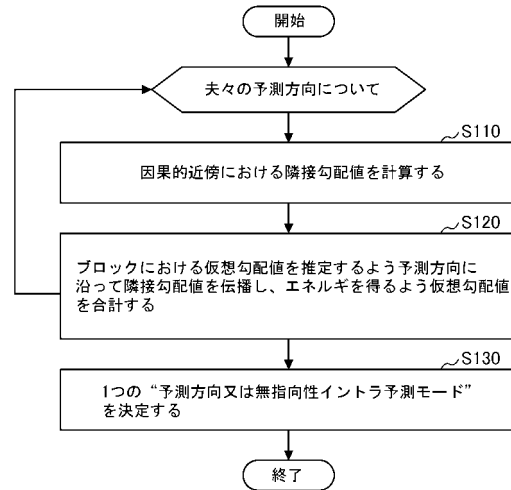 開始
夫々の予測方向について
S110
因果的近傍における隣接勾配値を計算する
S120
ブロックにおける仮想勾配値を推定するよう予測方向に
沿って隣接勾配値を伝播し、エネルギを得るよう仮想勾配値
を合計する
S130
1つの“予測方向又は無指向性イントラ予測モード”
を決定する
終了